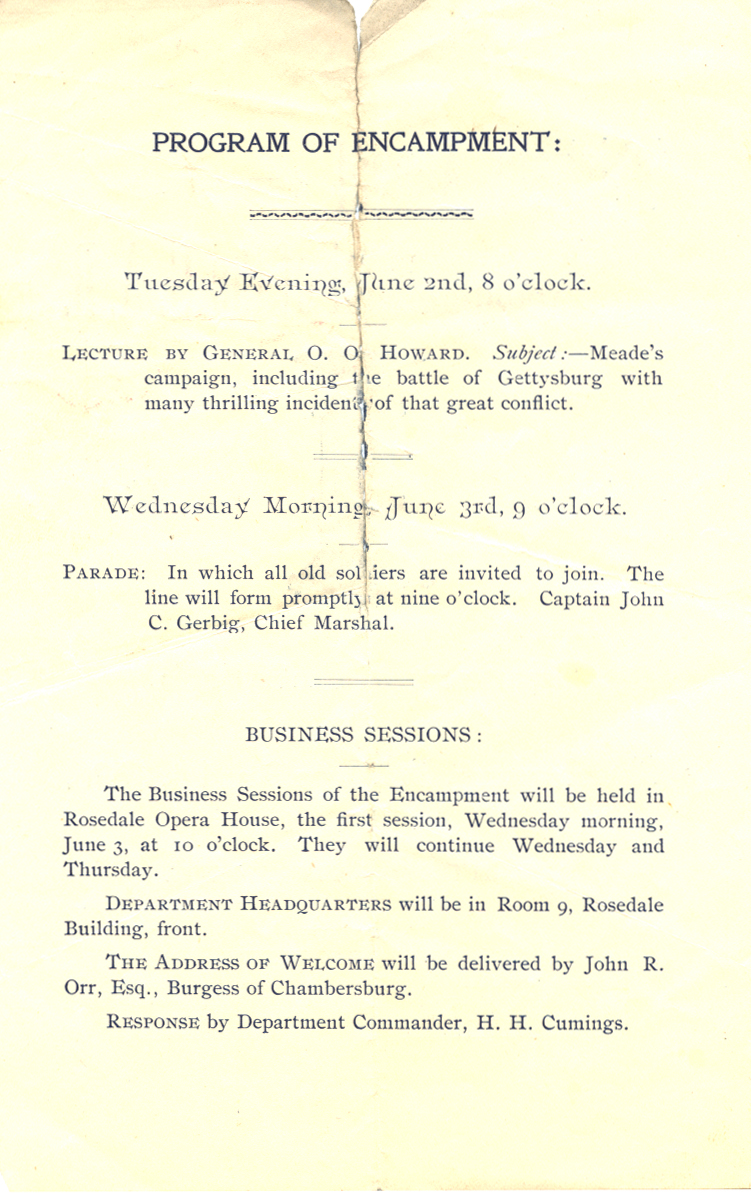 PROGRAM OF ENCAMPMENT:
Tuesday Evening, June 2nd, 8 o'clock.
LECTURE BY GENERAL O. O. HOWARD. Subject:—Meade's
campaign, including the battle of Gettysburg with
many thrilling incidents of that great conflict.
Wednesday Morning, June 3rd, 9 o'clock.
PARADE: In which all old soldiers are invited to join. The
line will form promptly at nine o'clock. Captain John
C. Gerbig, Chief Marshal.
BUSINESS SESSIONS:
The Business Sessions of the Encampment will be held in
Rosedale Opera House, the first session, Wednesday morning,
June 3, at 10 o'clock. They will continue Wednesday and
Thursday.
DEPARTMENT HEADQUARTERS will be in Room 9, Rosedale
Building, front.
THE ADDRESS OF WELCOME will be delivered by John R.
Orr, Esq., Burgess of Chambersburg.
RESPONSE by Department Commander, H. H. Cumings.